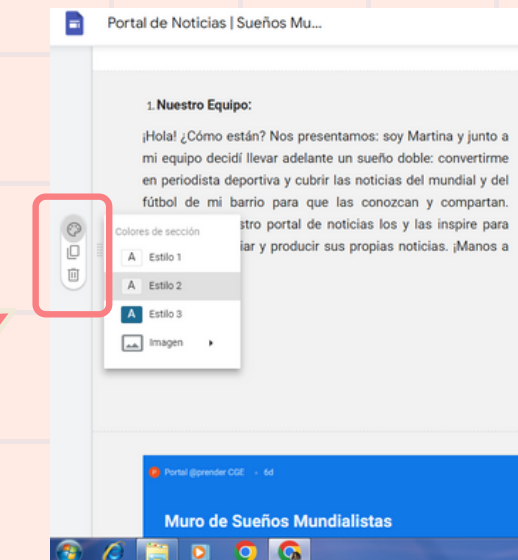 Portal de Noticias | Sueños Mu...
1. Nuestro Equipo:
¡Hola! ¿Cómo están? Nos presentamos: soy Martina y junto a
mi equipo decidí llevar adelante un sueño doble: convertirme
en periodista deportiva y cubrir las noticias del mundial y del
fútbol de mi barrio para que las conozcan y compartan.
stro portal de noticias los y las inspire para
iar y producir sus propias noticias. ¡Manos a
Colores de sección
A Estilo 1
A Estilo 2
A Estilo 3
Imagen
Portal @prender CGE - 6d
Muro de Sueños Mundialistas